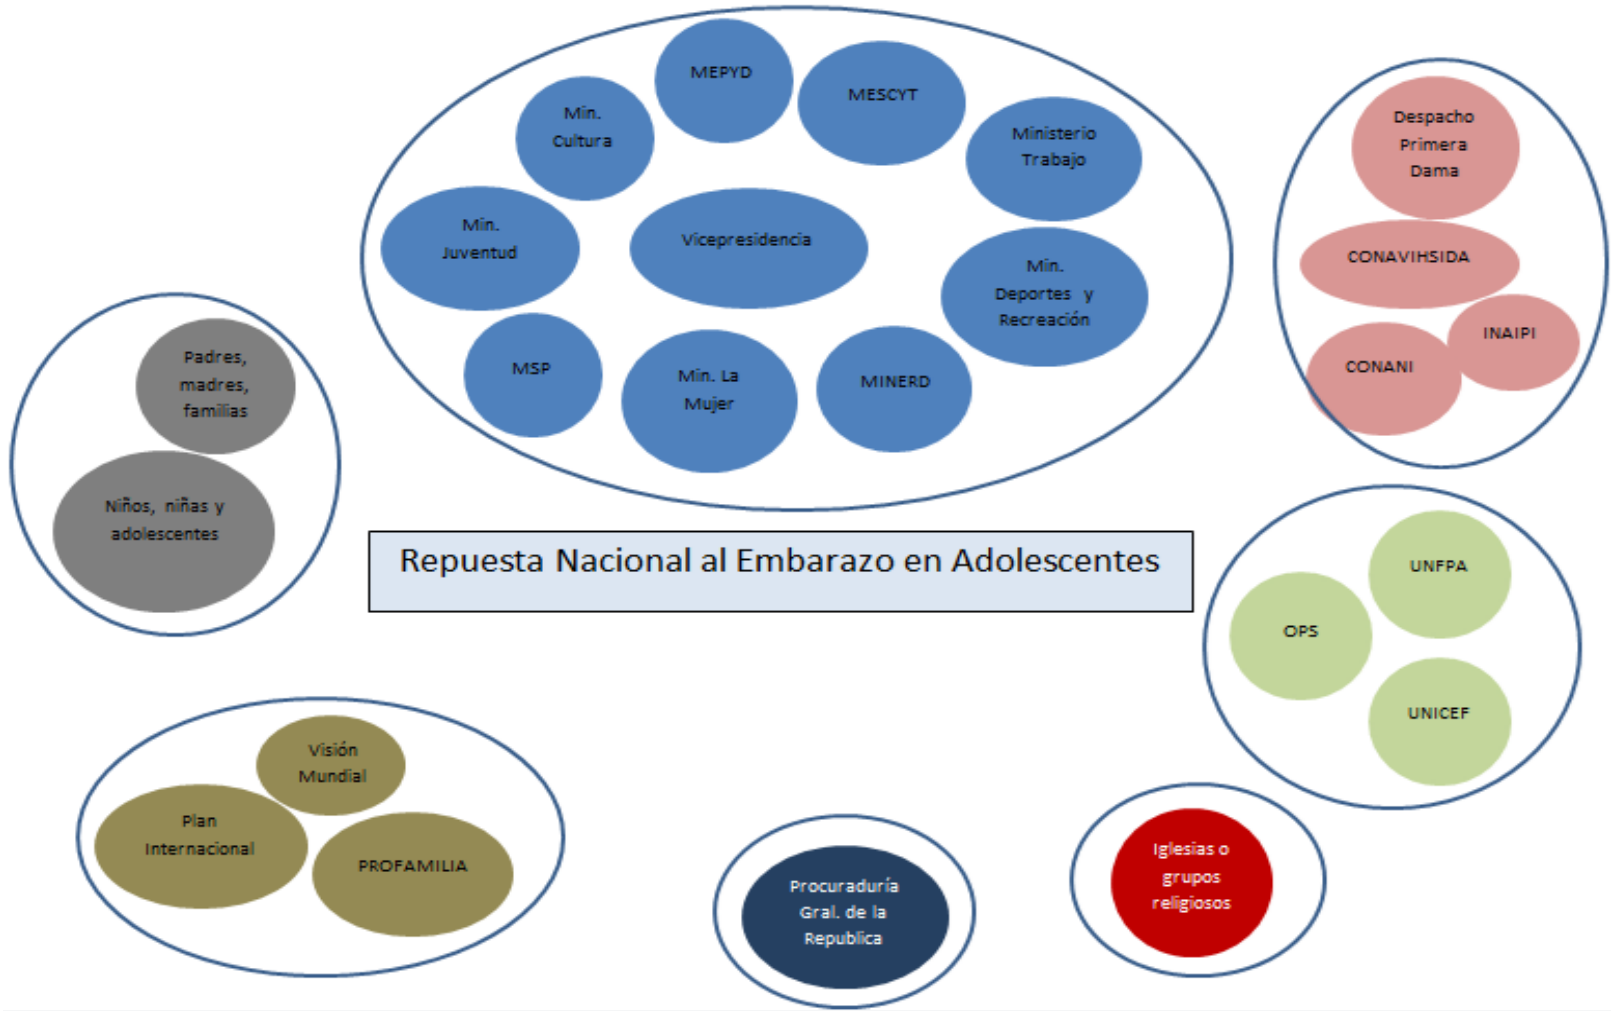 MEPYD
MESCYT
Min.
Cultura
Ministerio
Trabajo
Min.
Juventud
Vicepresidencia
Min.
Deportes y
Recreación
MSP
Min. La
Mujer
MINERD
Despacho
Primera
Dama
CONAVIHSIDA
INAIPI
CONANI
Padres,
madres,
familias
Niños, niñas y
adolescentes
Repuesta Nacional al Embarazo en Adolescentes
UNFPA
OPS
UNICEF
Visión
Mundial
Plan
Internacional
PROFAMILIA
Procuraduría
Gral. de la
Republica
Iglesias o
grupos
religiosos